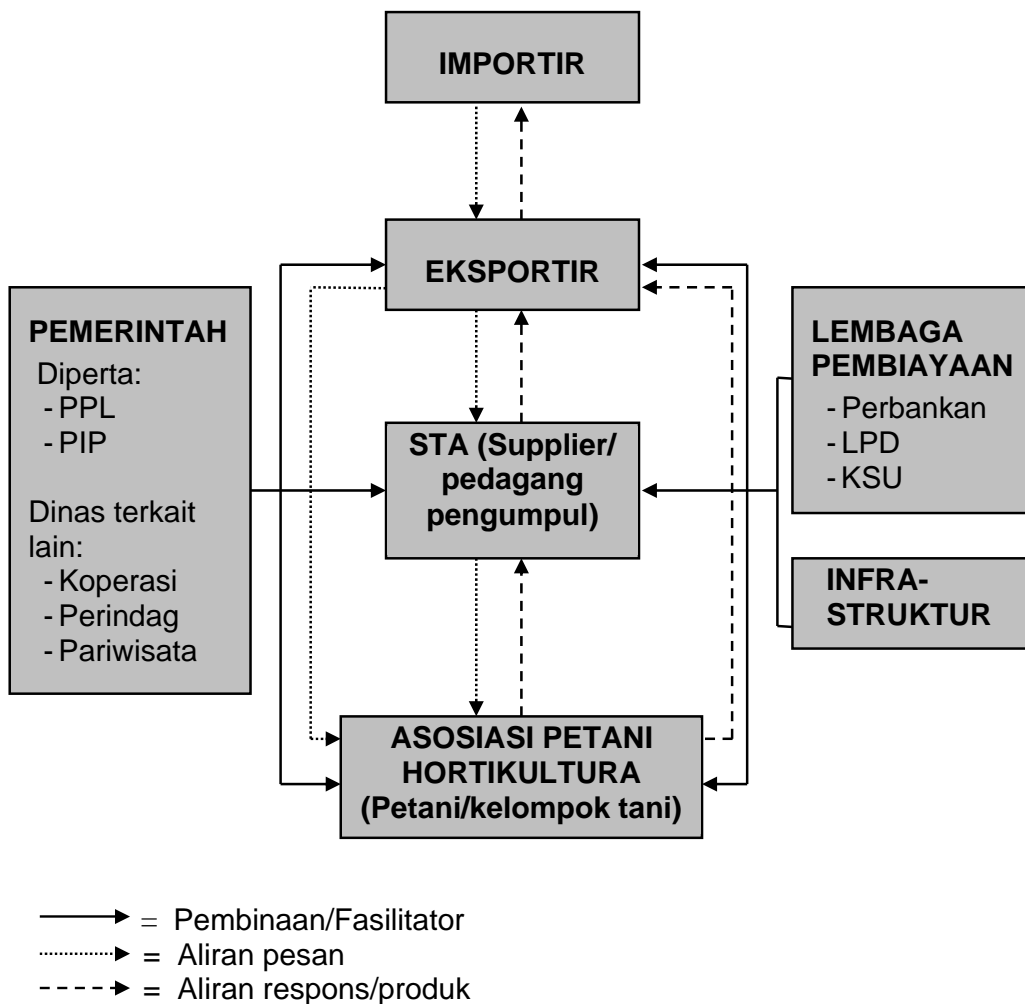 IMPORTIR
EKSPORTIR
PEMERINTAH
Diperta:
- PPL
- PIP
Dinas terkait
lain:
- Koperasi
- Perindag
- Pariwisata
STA (Supplier/
pedagang
pengumpul)
LEMBAGA
PEMBIAYAAN
- Perbankan
- LPD
- KSU
INFRA-
STRUKTUR
ASOSIASI PETANI
HORTIKULTURA
(Petani/kelompok tani)
= Pembinaan/Fasilitator
= Aliran pesan
= Aliran respons/produk